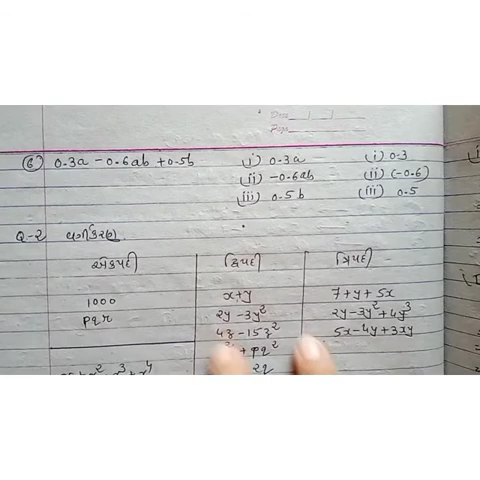 Date
Page
⑥ 0.3a - 0.6ab + 0.5b (i) 0.3a (i) 0.3
(ii) -0.6ab (ii) (-0.6)
(iii) 0.5b (iii) 0.5
Q-2 વર્ગીકરણ
એકપદી દ્વિપદી ત્રિપદી
1000 x+y 7+y+5x
pqr 2y-3y² 2y-3y²+4y³
4z-15z² 5x-4y+3xy
+pq²
2q